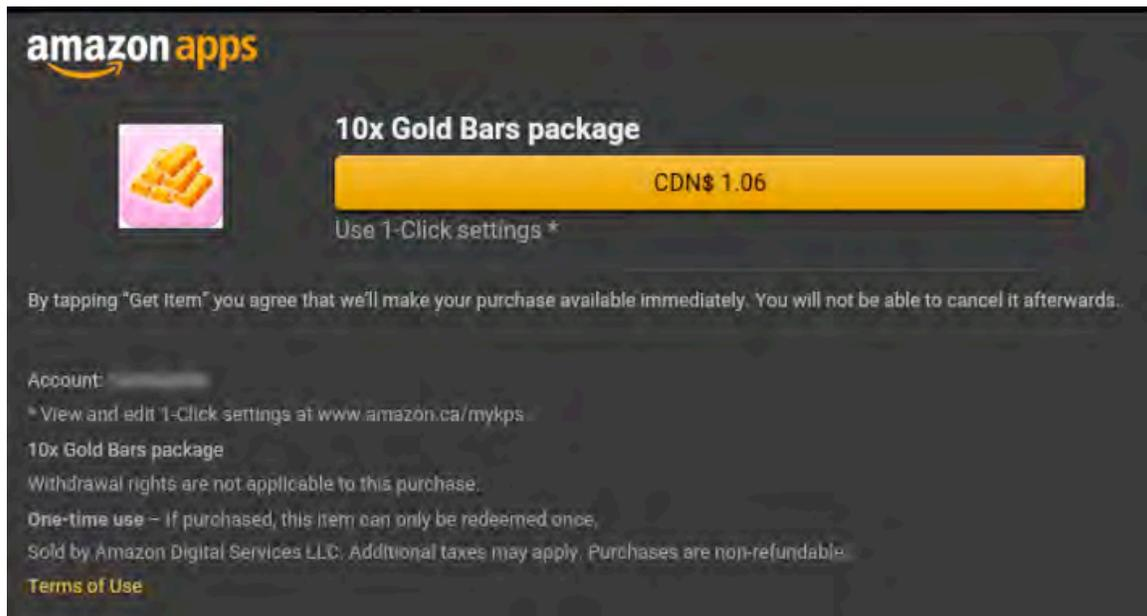 amazon apps
10x Gold Bars package
CDN$ 1.06
Use 1-Click settings *
By tapping "Get Item" you agree that we'll make your purchase available immediately. You will not be able to cancel it afterwards.
Account:
* View and edit 1-Click settings at www.amazon.ca/mykps
10x Gold Bars package
Withdrawal rights are not applicable to this purchase.
One-time use – If purchased, this item can only be redeemed once.
Sold by Amazon Digital Services LLC. Additional taxes may apply. Purchases are non-refundable.
Terms of Use